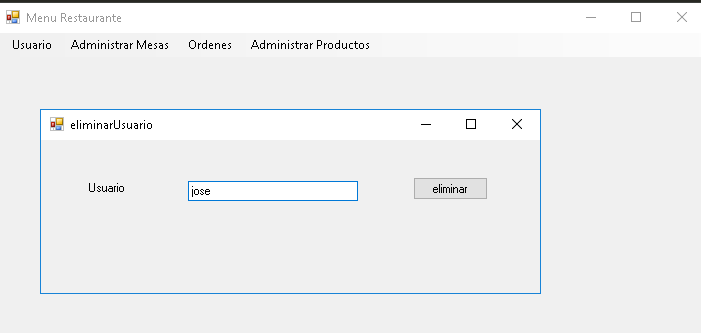 Menu Restaurante
Usuario Administrar Mesas Ordenes Administrar Productos
eliminarUsuario
Usuario jose eliminar